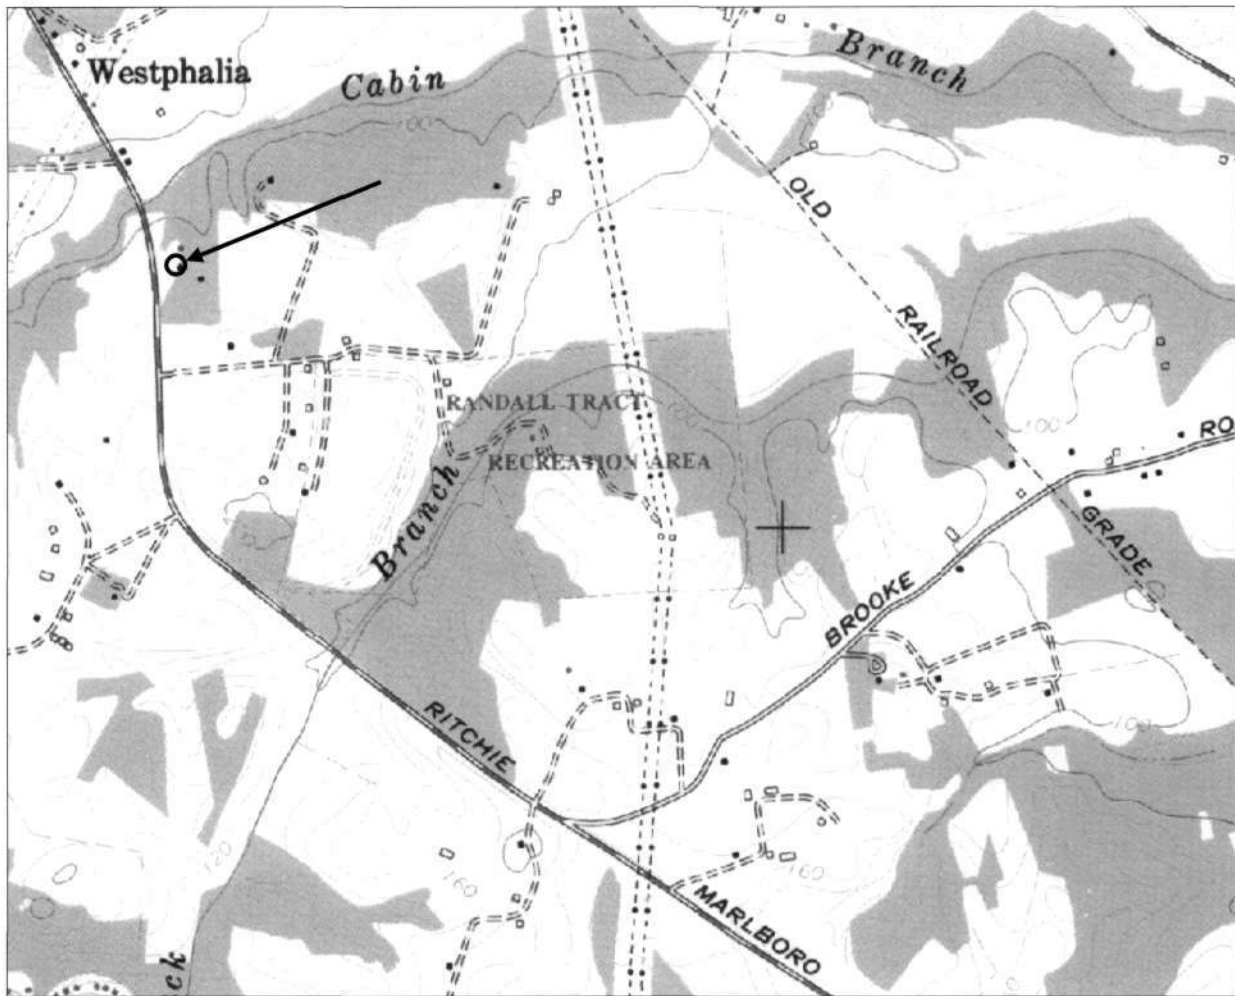 Westphalia
Cabin
Branch
100
100
OLD
RAILROAD
GRADE
RANDALL TRACT
RECREATION AREA
100
RO
Branch
BROOKE
RITCHIE
100
120
160
160
MARLBORO
ck